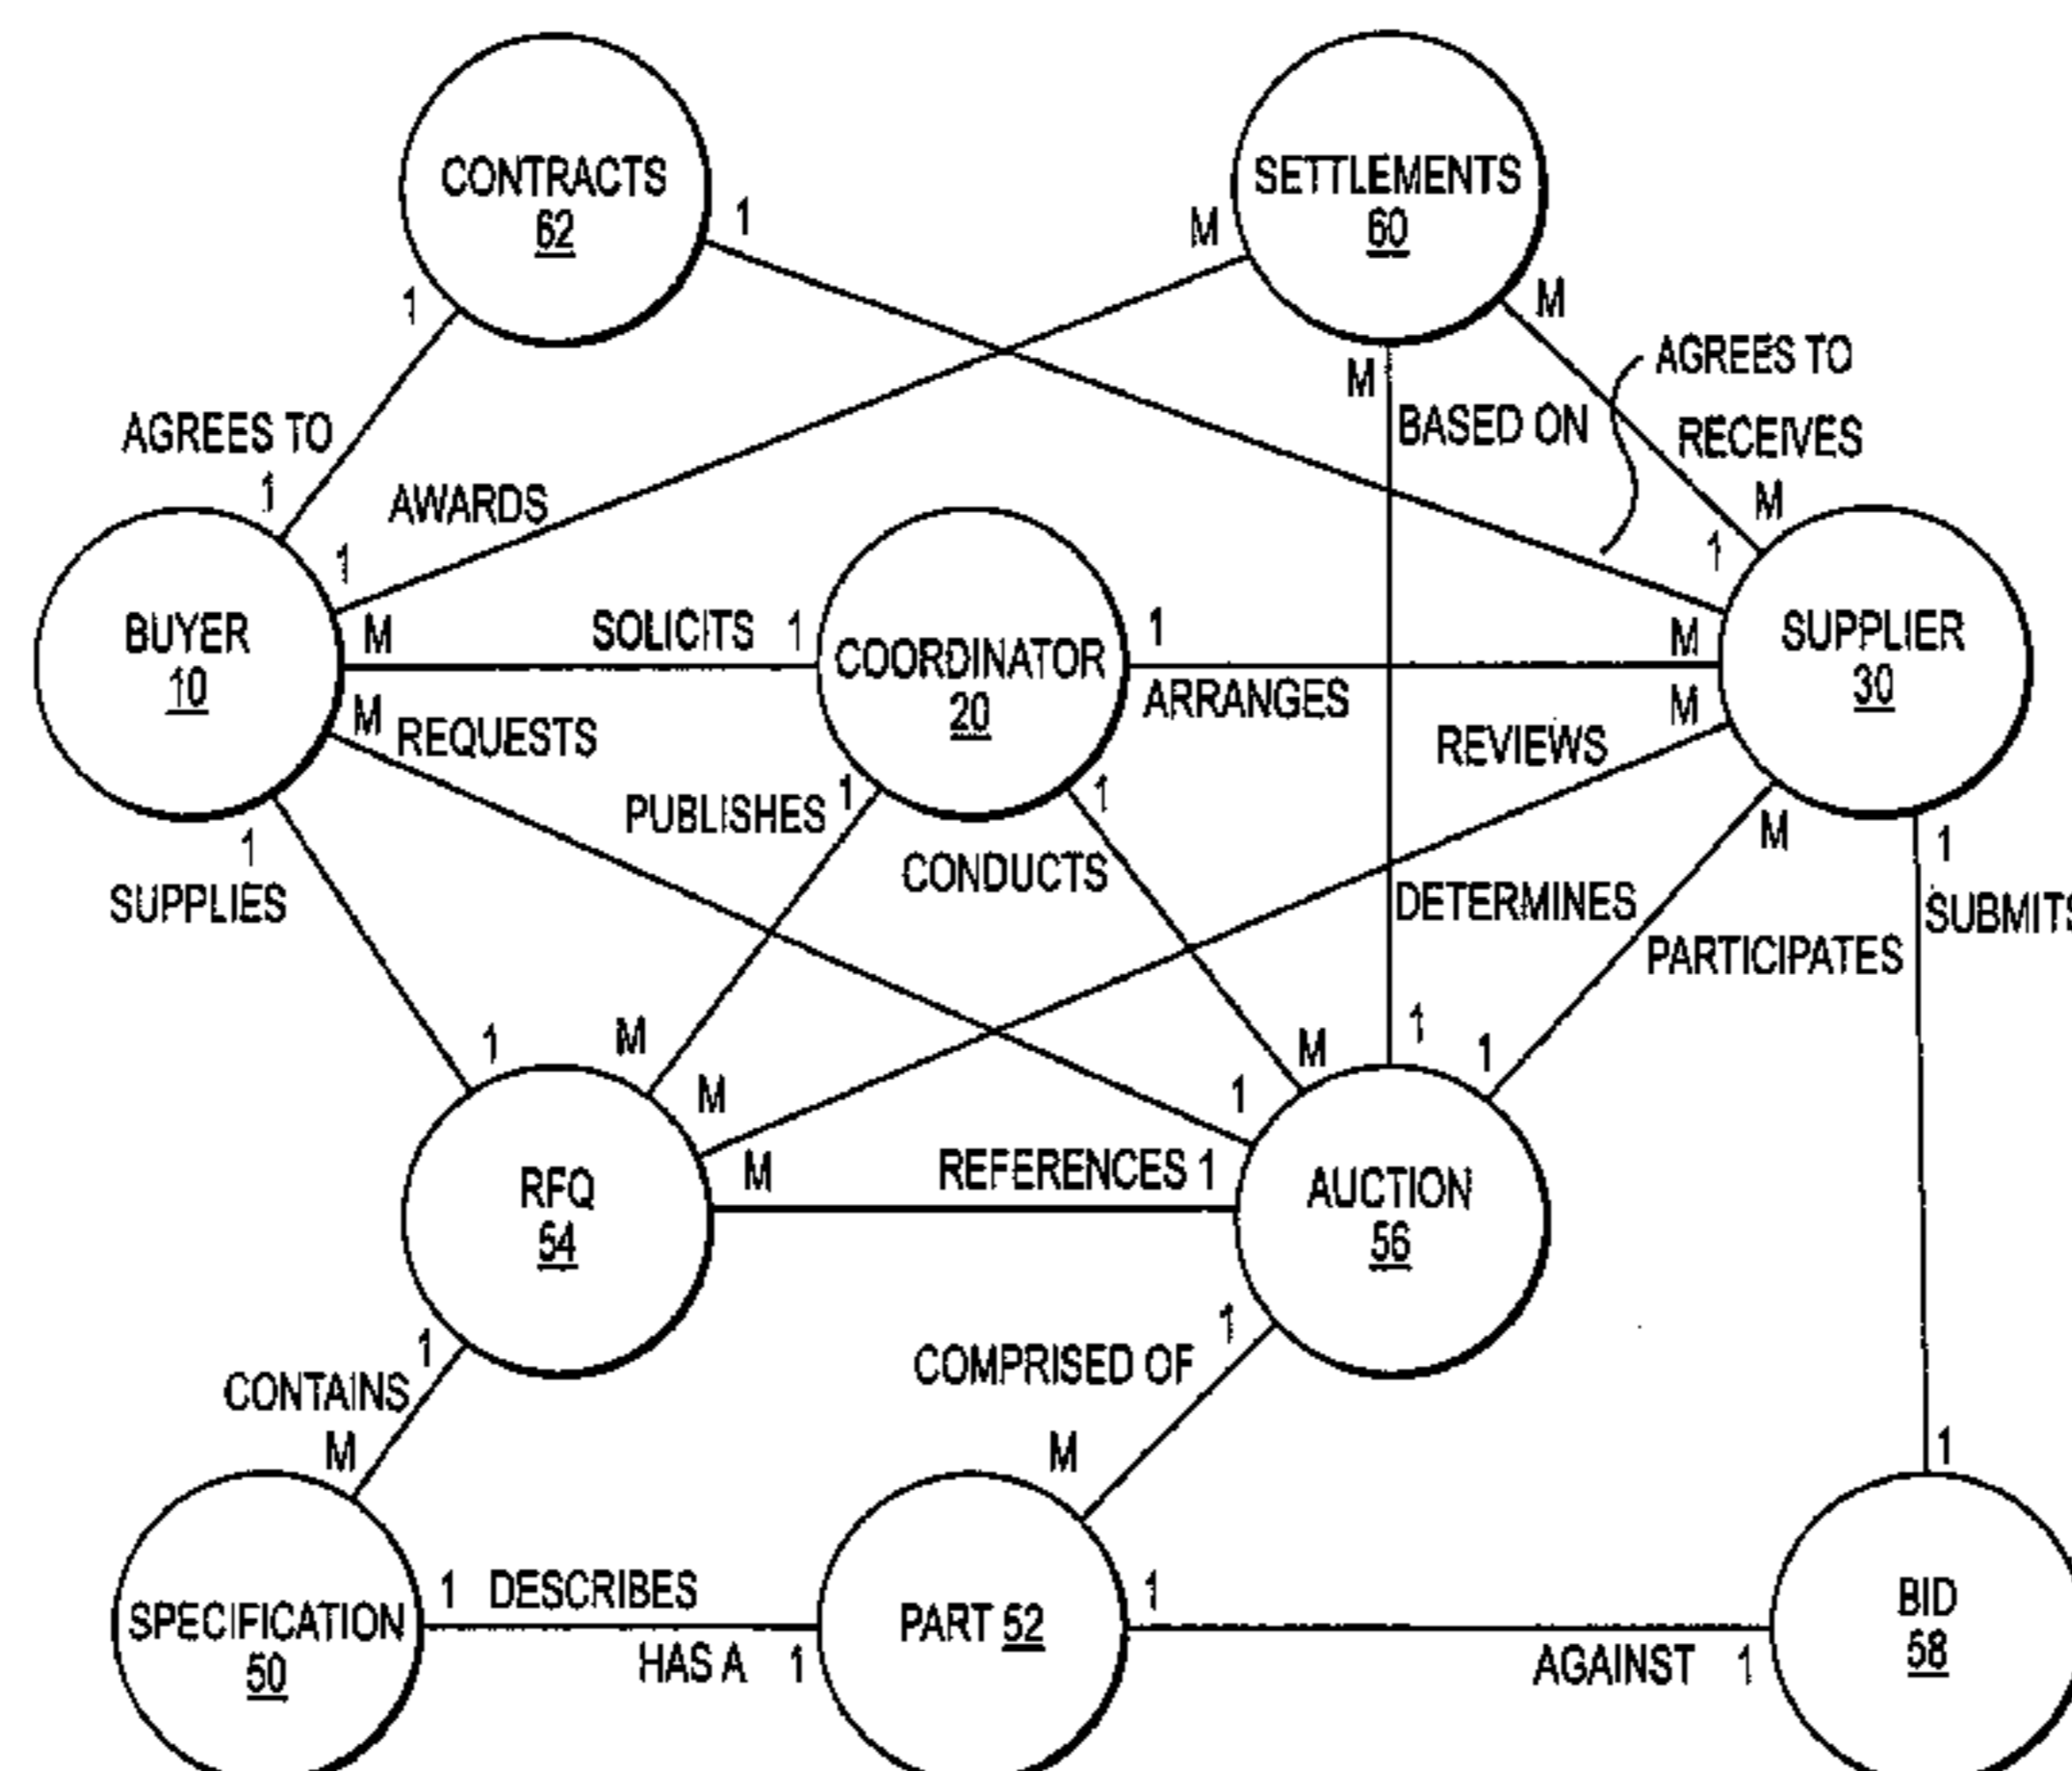 CONTRACTS
62
SETTLEMENTS
60
1
M
1
M
M
AGREES TO
BASED ON
AGREES TO
RECEIVES
1
AWARDS
M
1
1
BUYER
10
M
SOLICITS
1
COORDINATOR
20
1
M
SUPPLIER
30
ARRANGES
M
REQUESTS
M
REVIEWS
PUBLISHES
1
1
M
1
1
SUPPLIES
CONDUCTS
DETERMINES
SUBMITS
PARTICIPATES
1
M
M
1
1
M
1
M
REFERENCES 1
RFQ
54
AUCTION
56
1
1
CONTAINS
COMPRISED OF
M
M
1
1
DESCRIBES
1
SPECIFICATION
50
PART 52
BID
58
HAS A
1
AGAINST
1